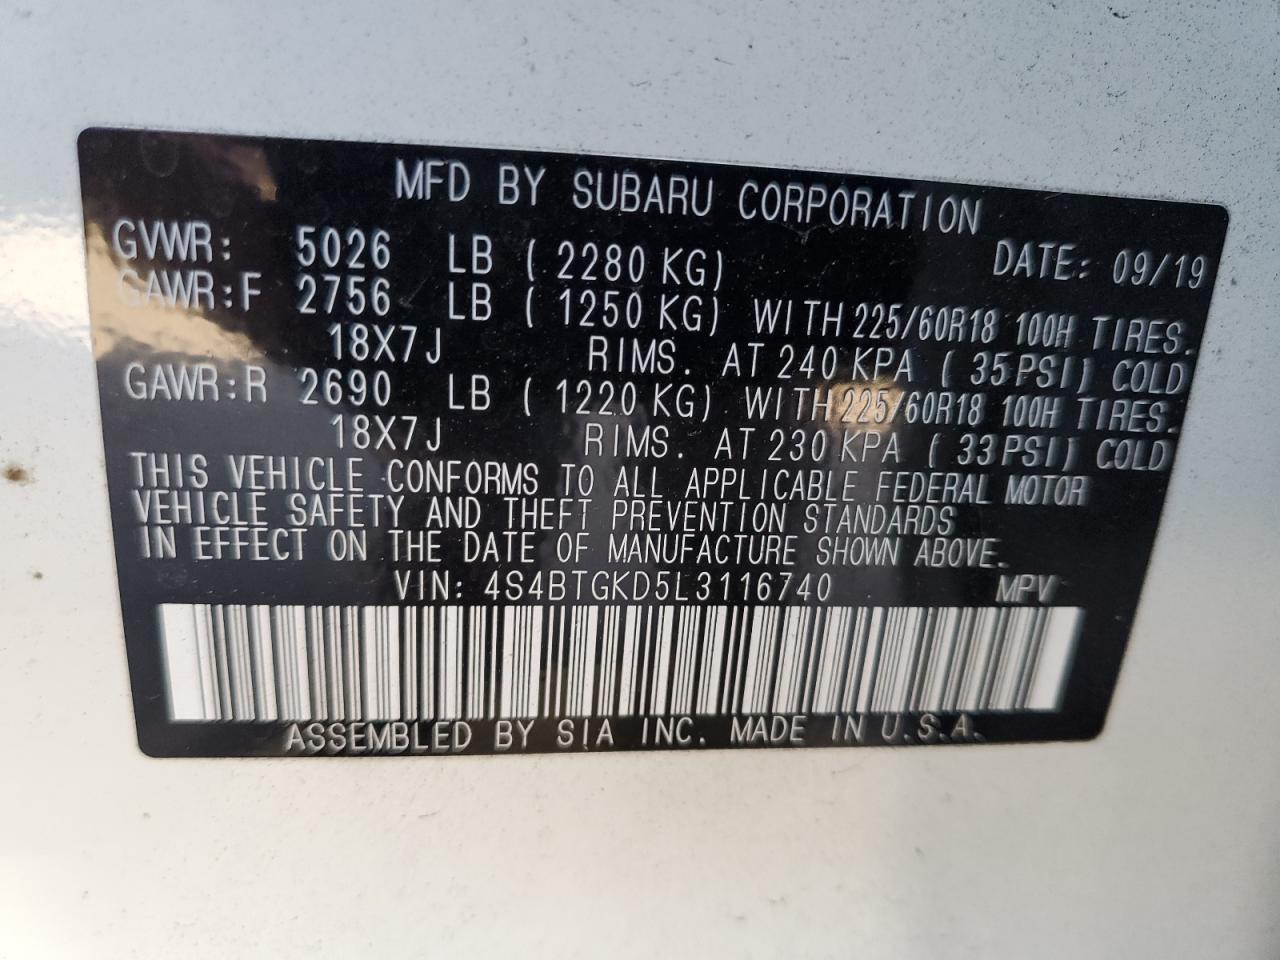 MFD BY SUBARU CORPORATION
GVWR: 5026 LB ( 2280 KG) DATE: 09/19
GAWR:F 2756 LB ( 1250 KG) WITH 225/60R18 100H TIRES.
18X7J RIMS. AT 240 KPA ( 35 PSI) COLD
GAWR:R 2690 LB ( 1220 KG) WITH 225/60R18 100H TIRES.
18X7J RIMS. AT 230 KPA ( 33 PSI) COLD
THIS VEHICLE CONFORMS TO ALL APPLICABLE FEDERAL MOTOR
VEHICLE SAFETY AND THEFT PREVENTION STANDARDS
IN EFFECT ON THE DATE OF MANUFACTURE SHOWN ABOVE.
VIN: 4S4BTGKD5L3116740 MPV
ASSEMBLED BY SIA INC. MADE IN U.S.A.